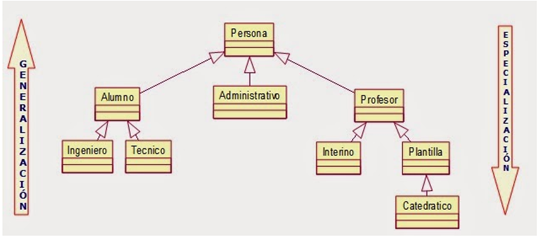 Persona
GENERALIZACIÓN
ESPECIALIZACIÓN
Alumno
Administrativo
Profesor
Ingeniero
Tecnico
Interino
Plantilla
Catedratico